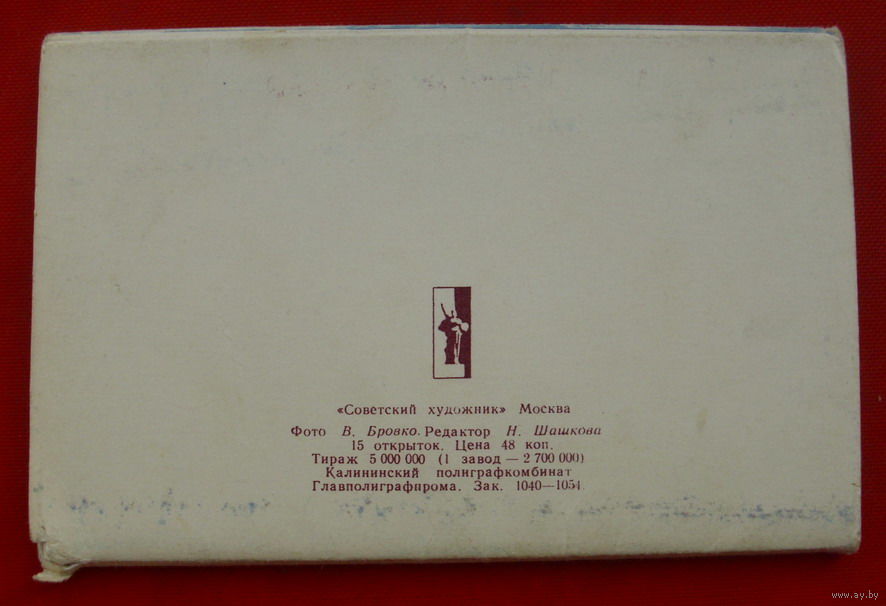 «Советский художник» Москва
Фото В. Бровко. Редактор Н. Шашкова
15 открыток. Цена 48 коп.
Тираж 5 000 000 (1 завод — 2 700 000)
Калининский полиграфкомбинат
Главполиграфпрома. Зак. 1040—1054.
www.ay.by